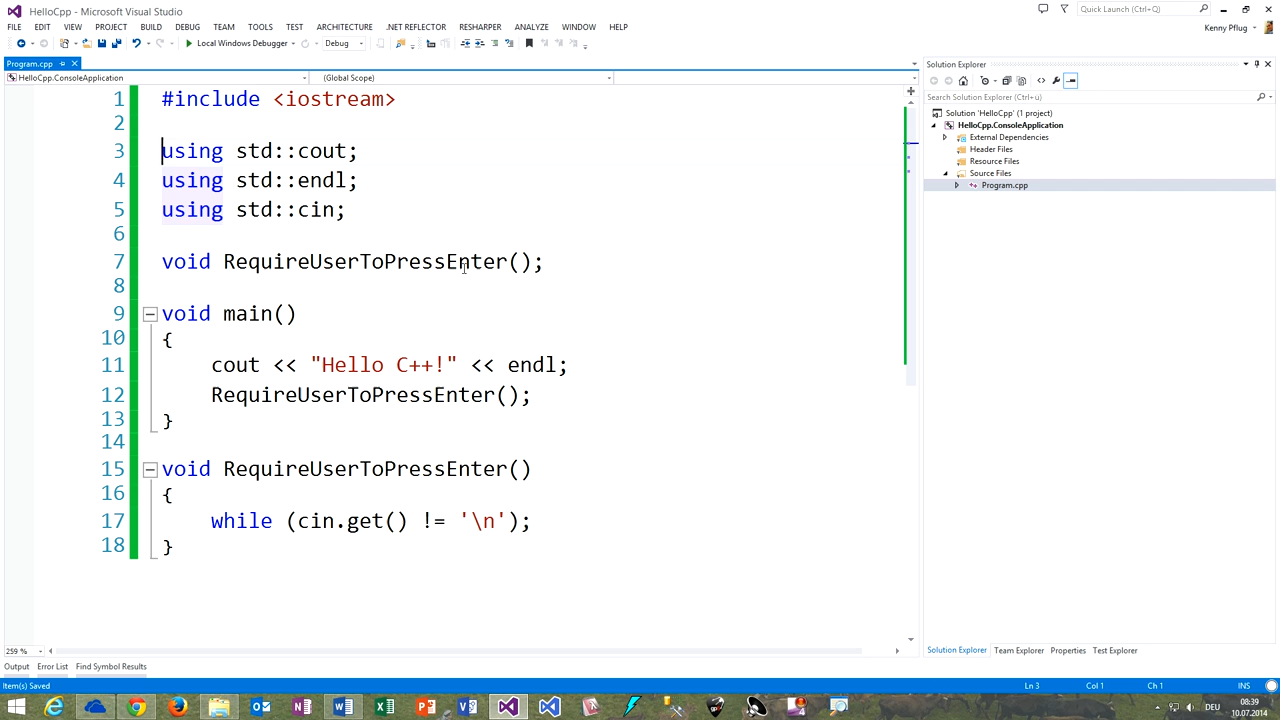 HelloCpp - Microsoft Visual Studio
Quick Launch (Ctrl+Q)
FILE EDIT VIEW PROJECT BUILD DEBUG TEAM TOOLS TEST ARCHITECTURE .NET REFLECTOR RESHARPER ANALYZE WINDOW HELP
Kenny Pflug
Local Windows Debugger Debug
Program.cpp
HelloCpp.ConsoleApplication (Global Scope)
1 #include <iostream>
2
3 using std::cout;
4 using std::endl;
5 using std::cin;
6
7 void RequireUserToPressEnter();
8
9 void main()
10 {
11 cout << "Hello C++!" << endl;
12 RequireUserToPressEnter();
13 }
14
15 void RequireUserToPressEnter()
16 {
17 while (cin.get() != '\n');
18 }
259 %
Solution Explorer
Search Solution Explorer (Ctrl+ü)
Solution 'HelloCpp' (1 project)
HelloCpp.ConsoleApplication
External Dependencies
Header Files
Resource Files
Source Files
Program.cpp
Solution Explorer Team Explorer Properties Test Explorer
Output Error List Find Symbol Results
Item(s) Saved Ln 3 Col 1 Ch 1 INS
DEU
08:39
10.07.2014